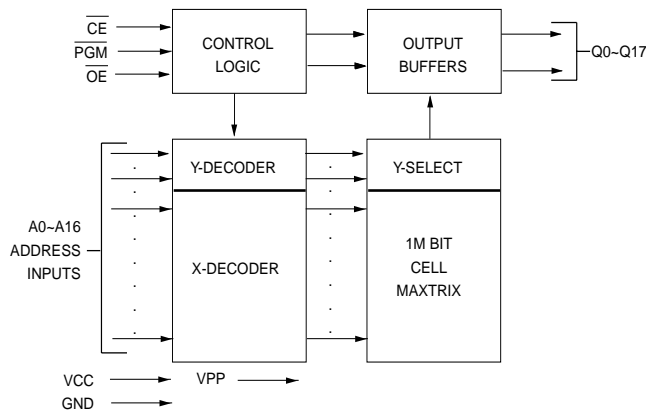 CE
PGM
OE
CONTROL
LOGIC
OUTPUT
BUFFERS
Q0~Q17
A0~A16
ADDRESS
INPUTS
Y-DECODER
X-DECODER
Y-SELECT
1M BIT
CELL
MAXTRIX
VCC
GND
VPP